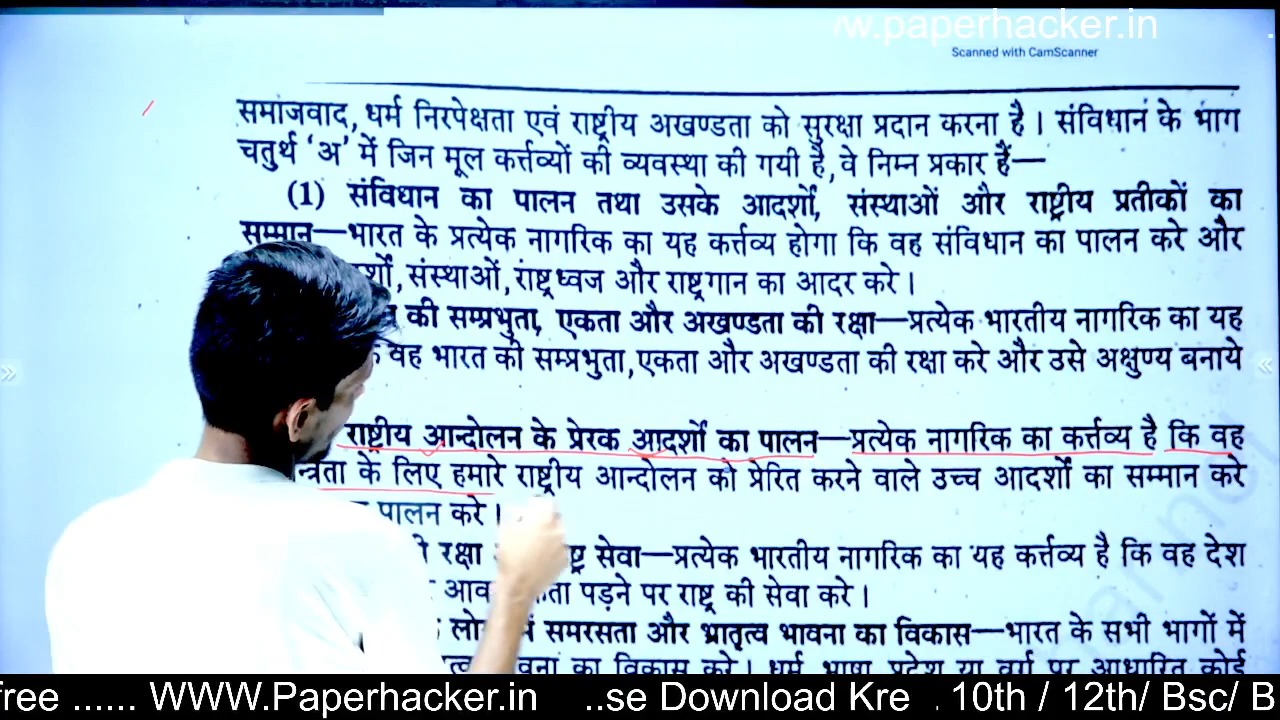 w.paperhacker.in
Scanned with CamScanner
समाजवाद, धर्म निरपेक्षता एवं राष्ट्रीय अखण्डता को सुरक्षा प्रदान करना है । संविधान के भाग
चतुर्थ ‘अ’ में जिन मूल कर्त्तव्यों की व्यवस्था की गयी है, वे निम्न प्रकार हैं—
(1) संविधान का पालन तथा उसके आदर्शों, संस्थाओं और राष्ट्रीय प्रतीकों का
सम्मान—भारत के प्रत्येक नागरिक का यह कर्त्तव्य होगा कि वह संविधान का पालन करे और
संस्थाओं, राष्ट्रध्वज और राष्ट्रगान का आदर करे ।
की सम्प्रभुता, एकता और अखण्डता की रक्षा—प्रत्येक भारतीय नागरिक का यह
वह भारत की सम्प्रभुता, एकता और अखण्डता की रक्षा करे और उसे अक्षुण्य बनाये
राष्ट्रीय आन्दोलन के प्रेरक आदर्शों का पालन—प्रत्येक नागरिक का कर्त्तव्य है कि वह
के लिए हमारे राष्ट्रीय आन्दोलन को प्रेरित करने वाले उच्च आदर्शों का सम्मान करे
पालन करे ।
रक्षा सेवा—प्रत्येक भारतीय नागरिक का यह कर्त्तव्य है कि वह देश
पड़ने पर राष्ट्र की सेवा करे ।
समरसता और भ्रातृत्व भावना का विकास—भारत के सभी भागों में
का विकास करे । धर्म, भाषा, प्रदेश या वर्ग पर आधारित कोई
free ...... WWW.Paperhacker.in ..se Download Kre . 10th / 12th/ Bsc/ B